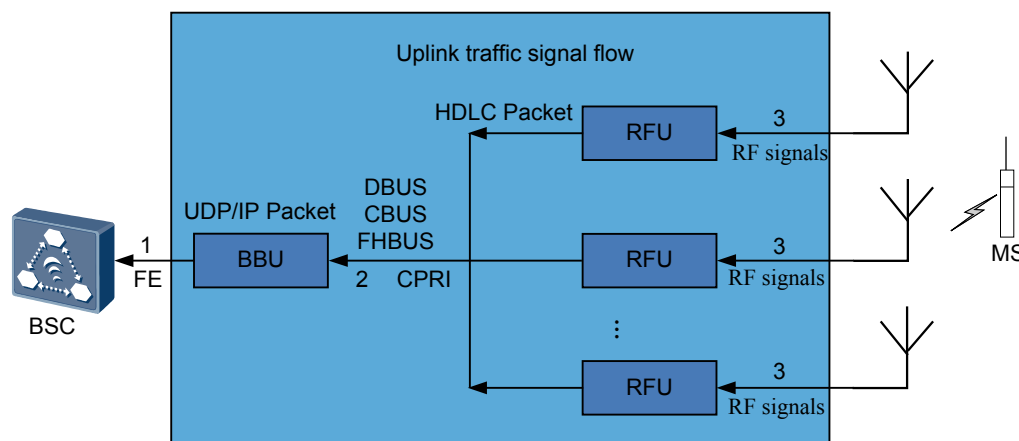 Uplink traffic signal flow
HDLC Packet
RFU
3
RF signals
DBUS
CBUS
FHBUS
UDP/IP Packet
BBU
2 CPRI
RFU
3
RF signals
1
FE
BSC
MS
...
RFU
3
RF signals